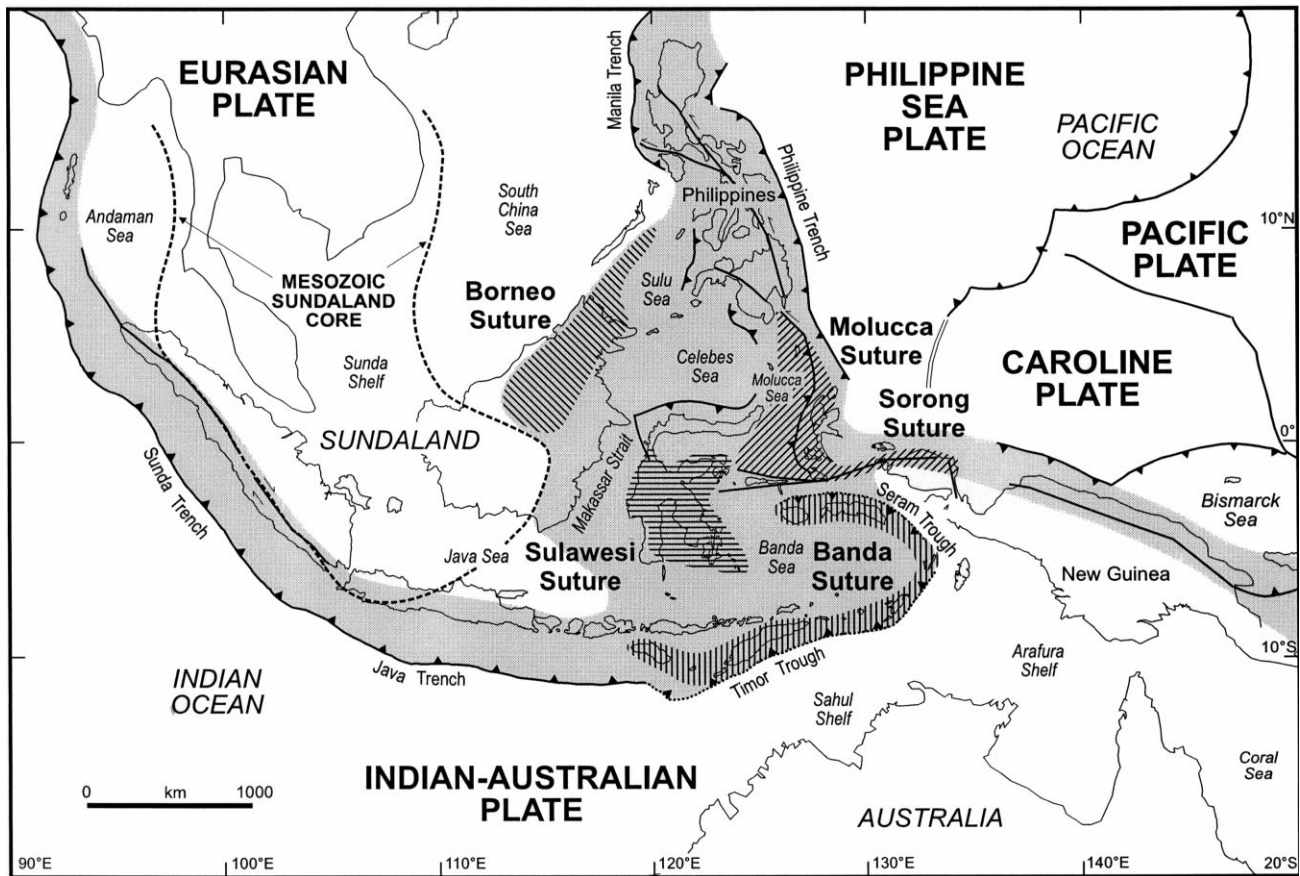 EURASIAN
PLATE
PHILIPPINE
SEA
PLATE
PACIFIC
OCEAN
Manila Trench
Philippine Trench
Philippines
South
China
Sea
Andaman
Sea
MESOZOIC
SUNDALAND
CORE
10°N
PACIFIC
PLATE
Borneo
Suture
Sulu
Sea
Molucca
Suture
Sunda
Shelf
Celebes
Sea
Molucca
Sea
CAROLINE
PLATE
Sorong
Suture
SUNDALAND
0°
Sunda Trench
Makassar Strait
Seram Trough
Bismarck
Sea
Java Sea
Sulawesi
Suture
Banda
Sea
Banda
Suture
New Guinea
Java Trench
Timor Trough
Arafura
Shelf
10°S
INDIAN
OCEAN
Sahul
Shelf
Coral
Sea
INDIAN-AUSTRALIAN
PLATE
AUSTRALIA
0 km 1000
90°E 100°E 110°E 120°E 130°E 140°E 20°S